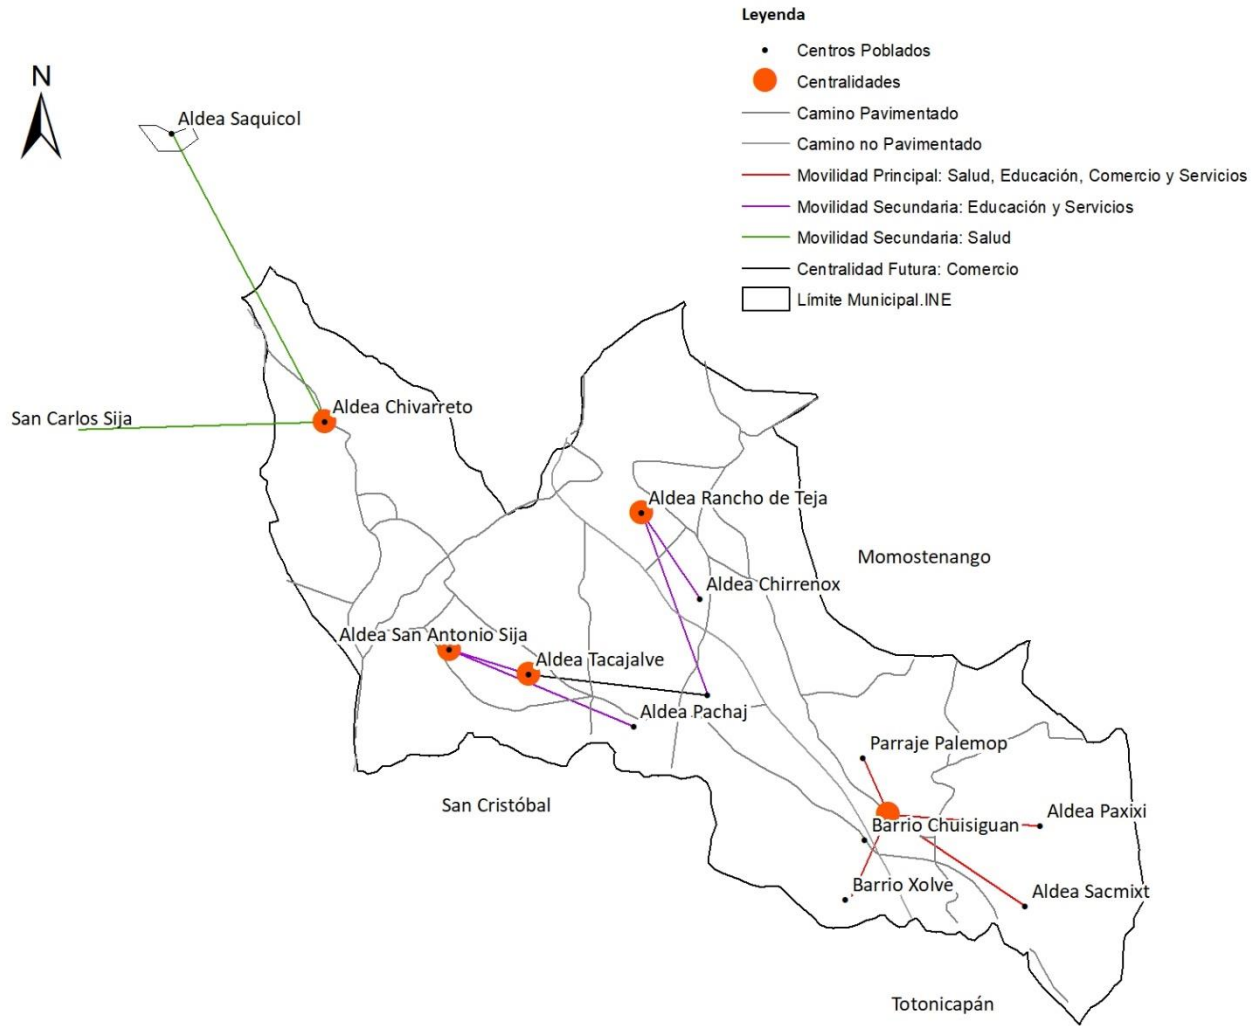 Leyenda
Centros Poblados
Centralidades
Camino Pavimentado
Camino no Pavimentado
Movilidad Principal: Salud, Educación, Comercio y Servicios
Movilidad Secundaria: Educación y Servicios
Movilidad Secundaria: Salud
Centralidad Futura: Comercio
Límite Municipal.INE
N
Aldea Saquicol
San Carlos Sija
Aldea Chivarreto
Aldea Rancho de Teja
Momostenango
Aldea Chirrenox
Aldea San Antonio Sija
Aldea Tacajalve
Aldea Pachaj
Parraje Palemop
San Cristóbal
Aldea Paxixi
Barrio Chuisiguan
Barrio Xolve
Aldea Sacmixt
Totonicapán